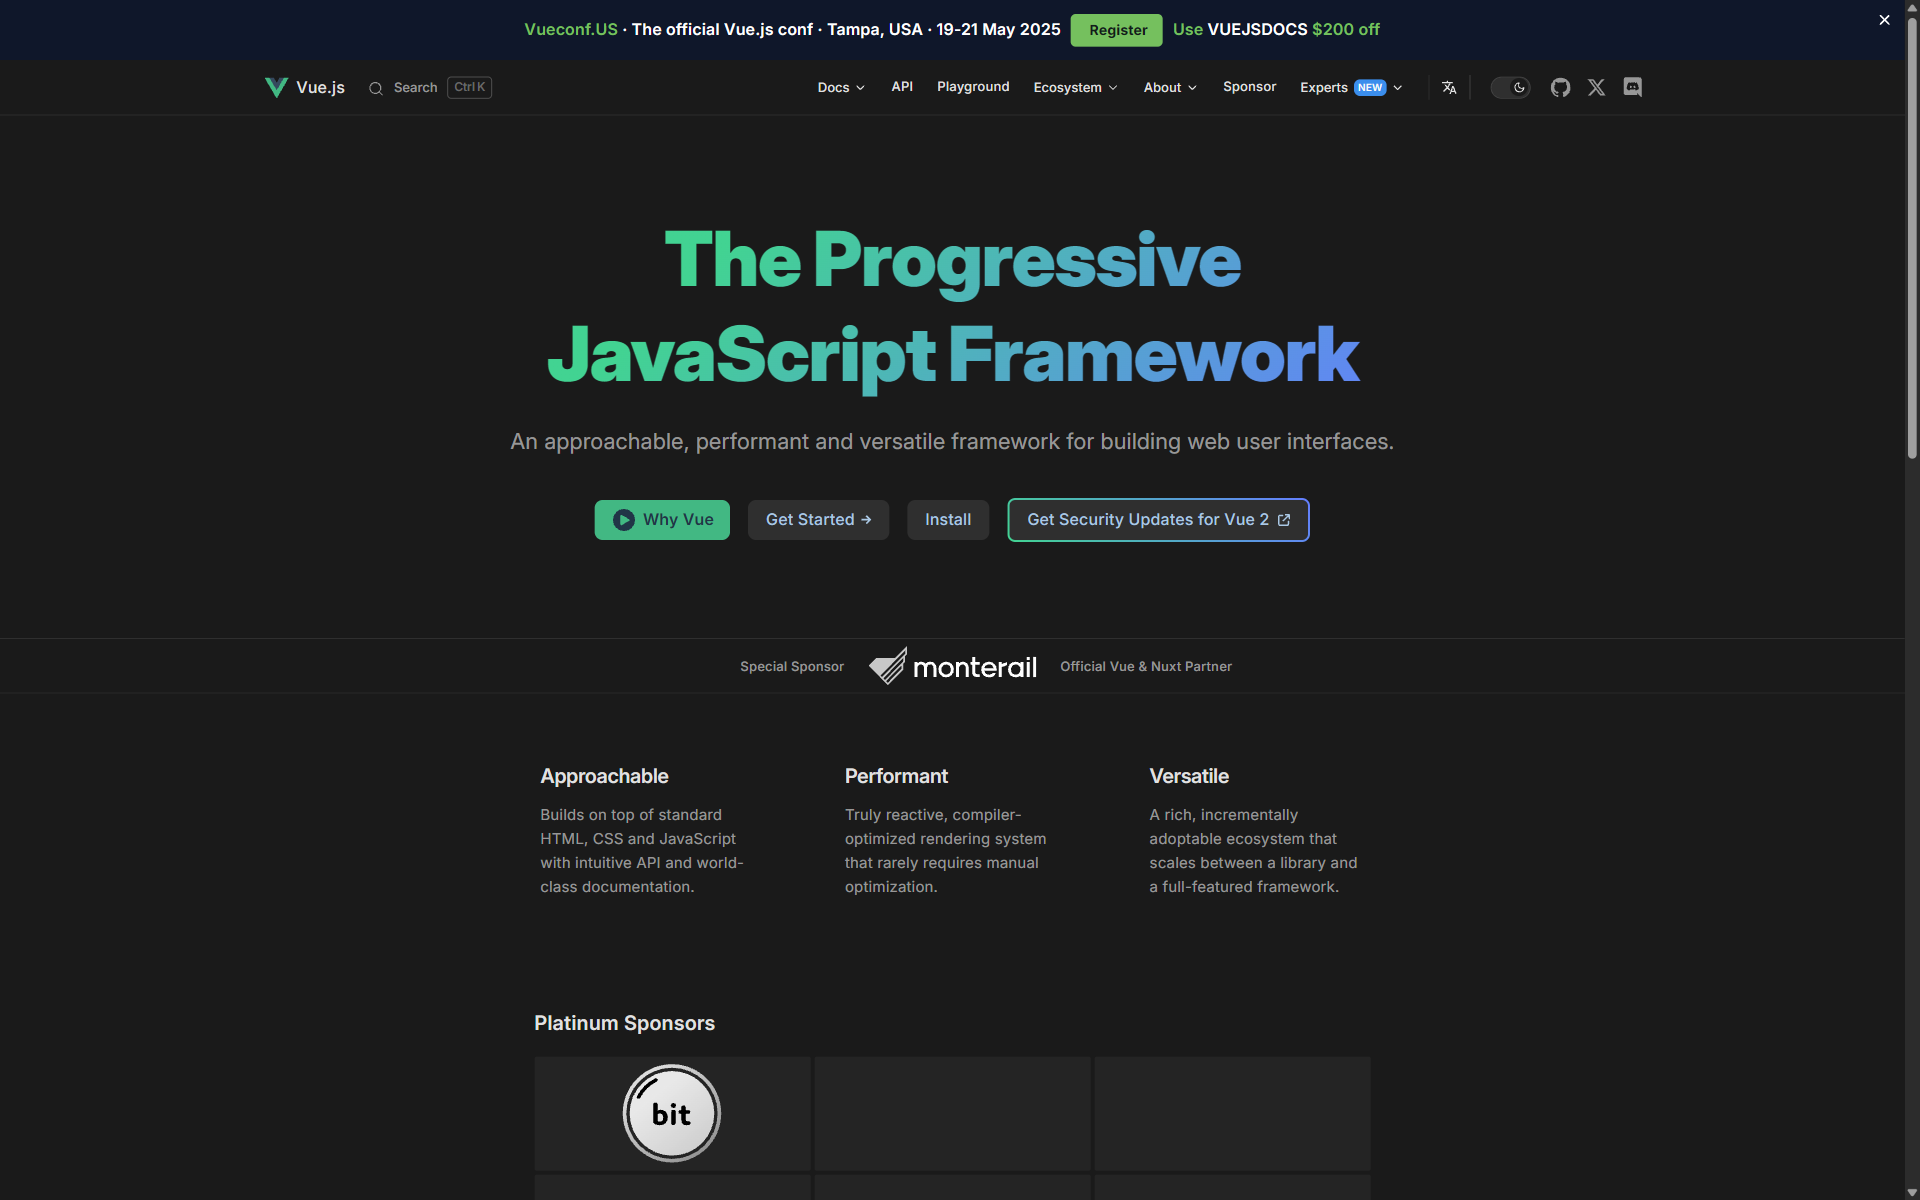 Vueconf.US · The official Vue.js conf · Tampa, USA · 19-21 May 2025 Register Use VUEJSDOCS $200 off
Vue.js Search Ctrl K Docs API Playground Ecosystem About Sponsor Experts NEW
The Progressive
JavaScript Framework
An approachable, performant and versatile framework for building web user interfaces.
Why Vue Get Started → Install Get Security Updates for Vue 2
Special Sponsor monterail Official Vue & Nuxt Partner
Approachable
Builds on top of standard
HTML, CSS and JavaScript
with intuitive API and world-
class documentation.
Performant
Truly reactive, compiler-
optimized rendering system
that rarely requires manual
optimization.
Versatile
A rich, incrementally
adoptable ecosystem that
scales between a library and
a full-featured framework.
Platinum Sponsors
bit